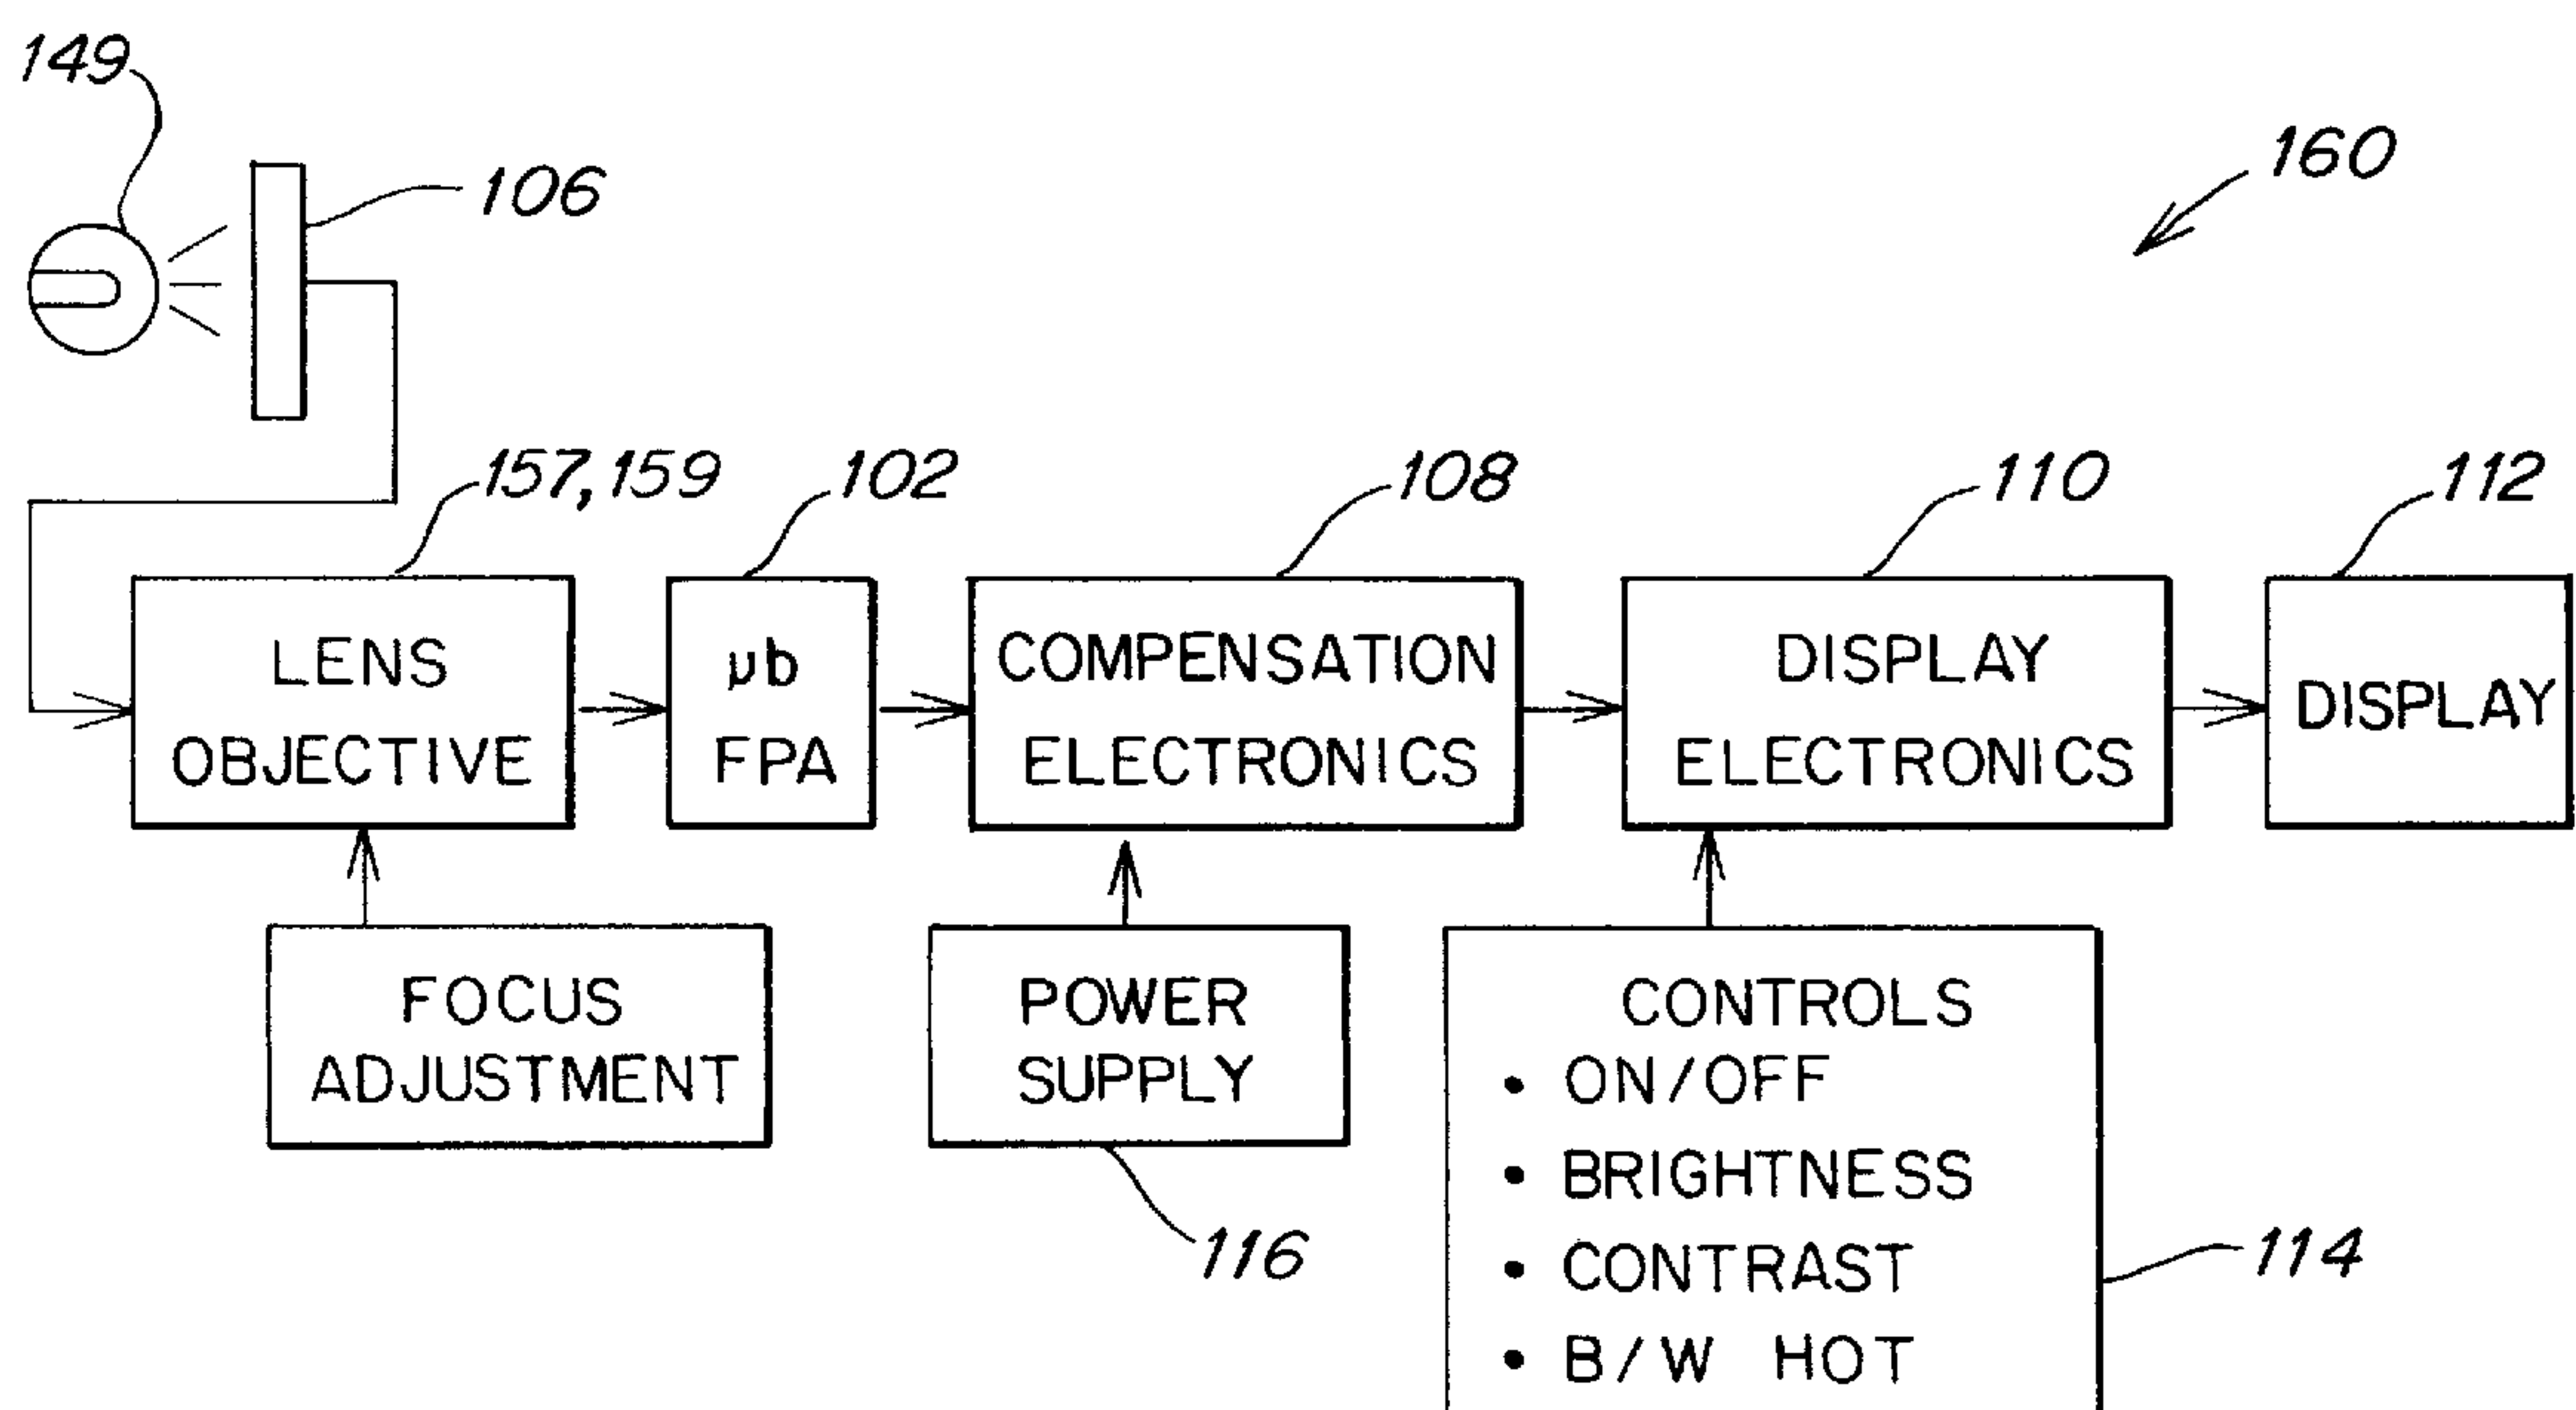 149
106
160
157, 159
102
108
110
112
LENS
OBJECTIVE
µb
FPA
COMPENSATION
ELECTRONICS
DISPLAY
ELECTRONICS
DISPLAY
FOCUS
ADJUSTMENT
POWER
SUPPLY
116
CONTROLS
• ON/OFF
• BRIGHTNESS
• CONTRAST
• B/W HOT
114